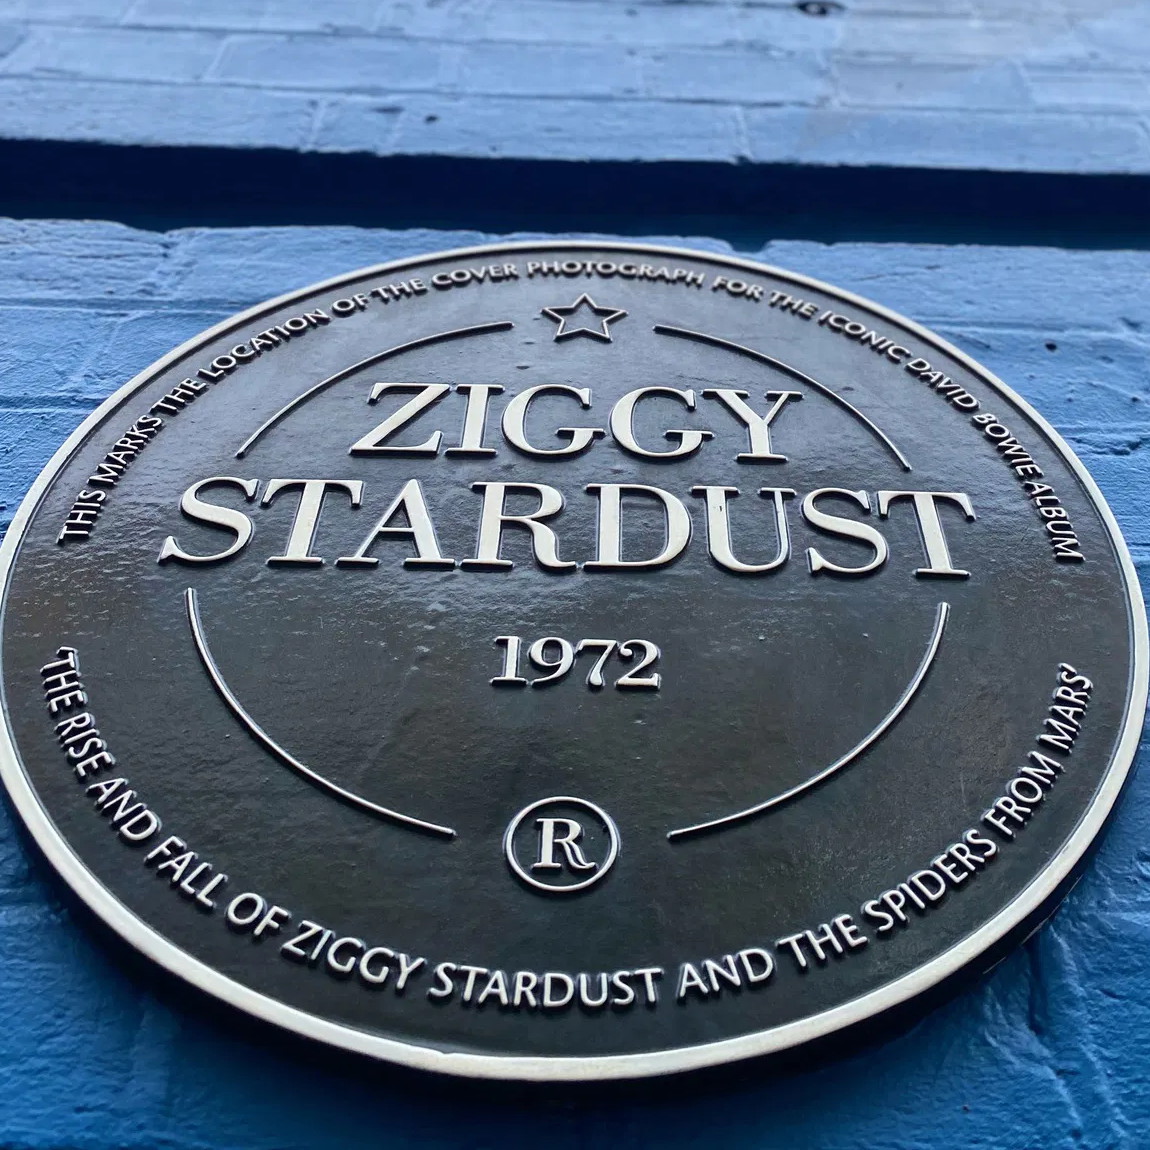 THIS MARKS THE LOCATION OF THE COVER PHOTOGRAPH FOR THE ICONIC DAVID BOWIE ALBUM
ZIGGY
STARDUST
1972
R
'THE RISE AND FALL OF ZIGGY STARDUST AND THE SPIDERS FROM MARS'